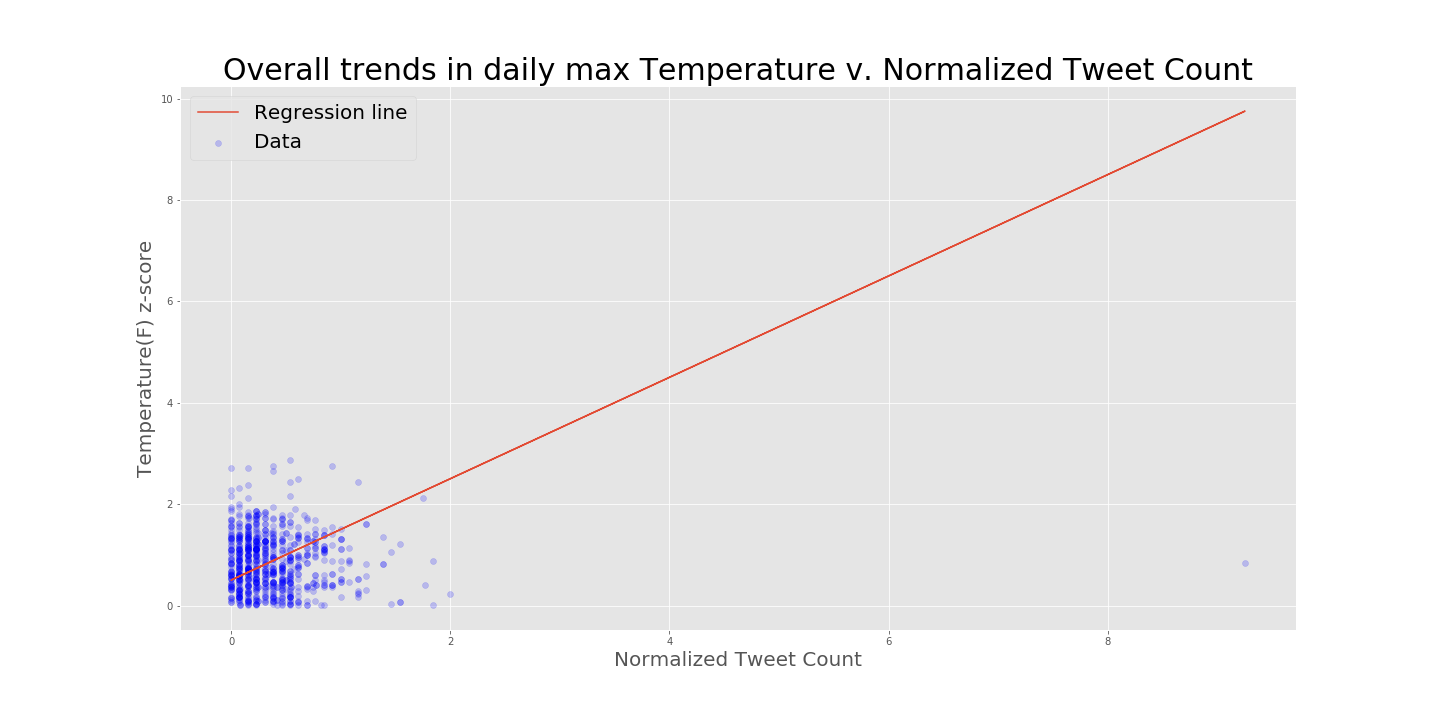 Overall trends in daily max Temperature v. Normalized Tweet Count
Regression line
Data
10
8
6
4
2
0
Temperature(F) z-score
0 2 4 6 8
Normalized Tweet Count